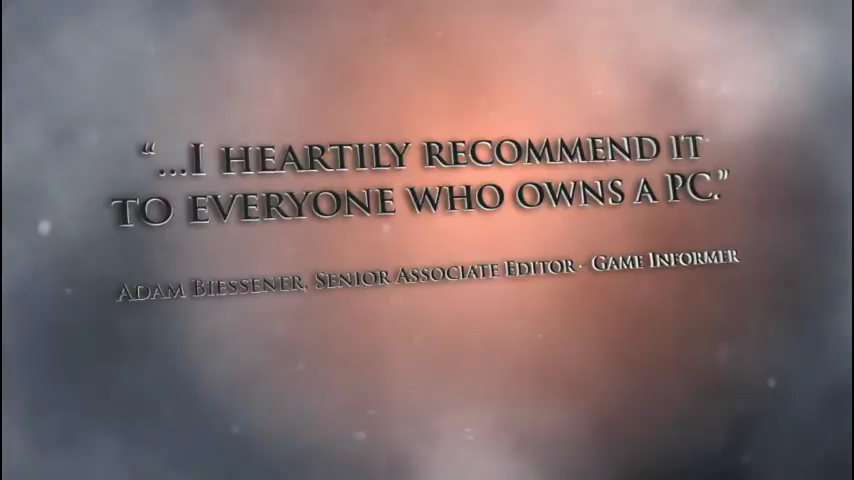 “...I HEARTILY RECOMMEND IT
TO EVERYONE WHO OWNS A PC.”
ADAM BIESSENER, SENIOR ASSOCIATE EDITOR · GAME INFORMER